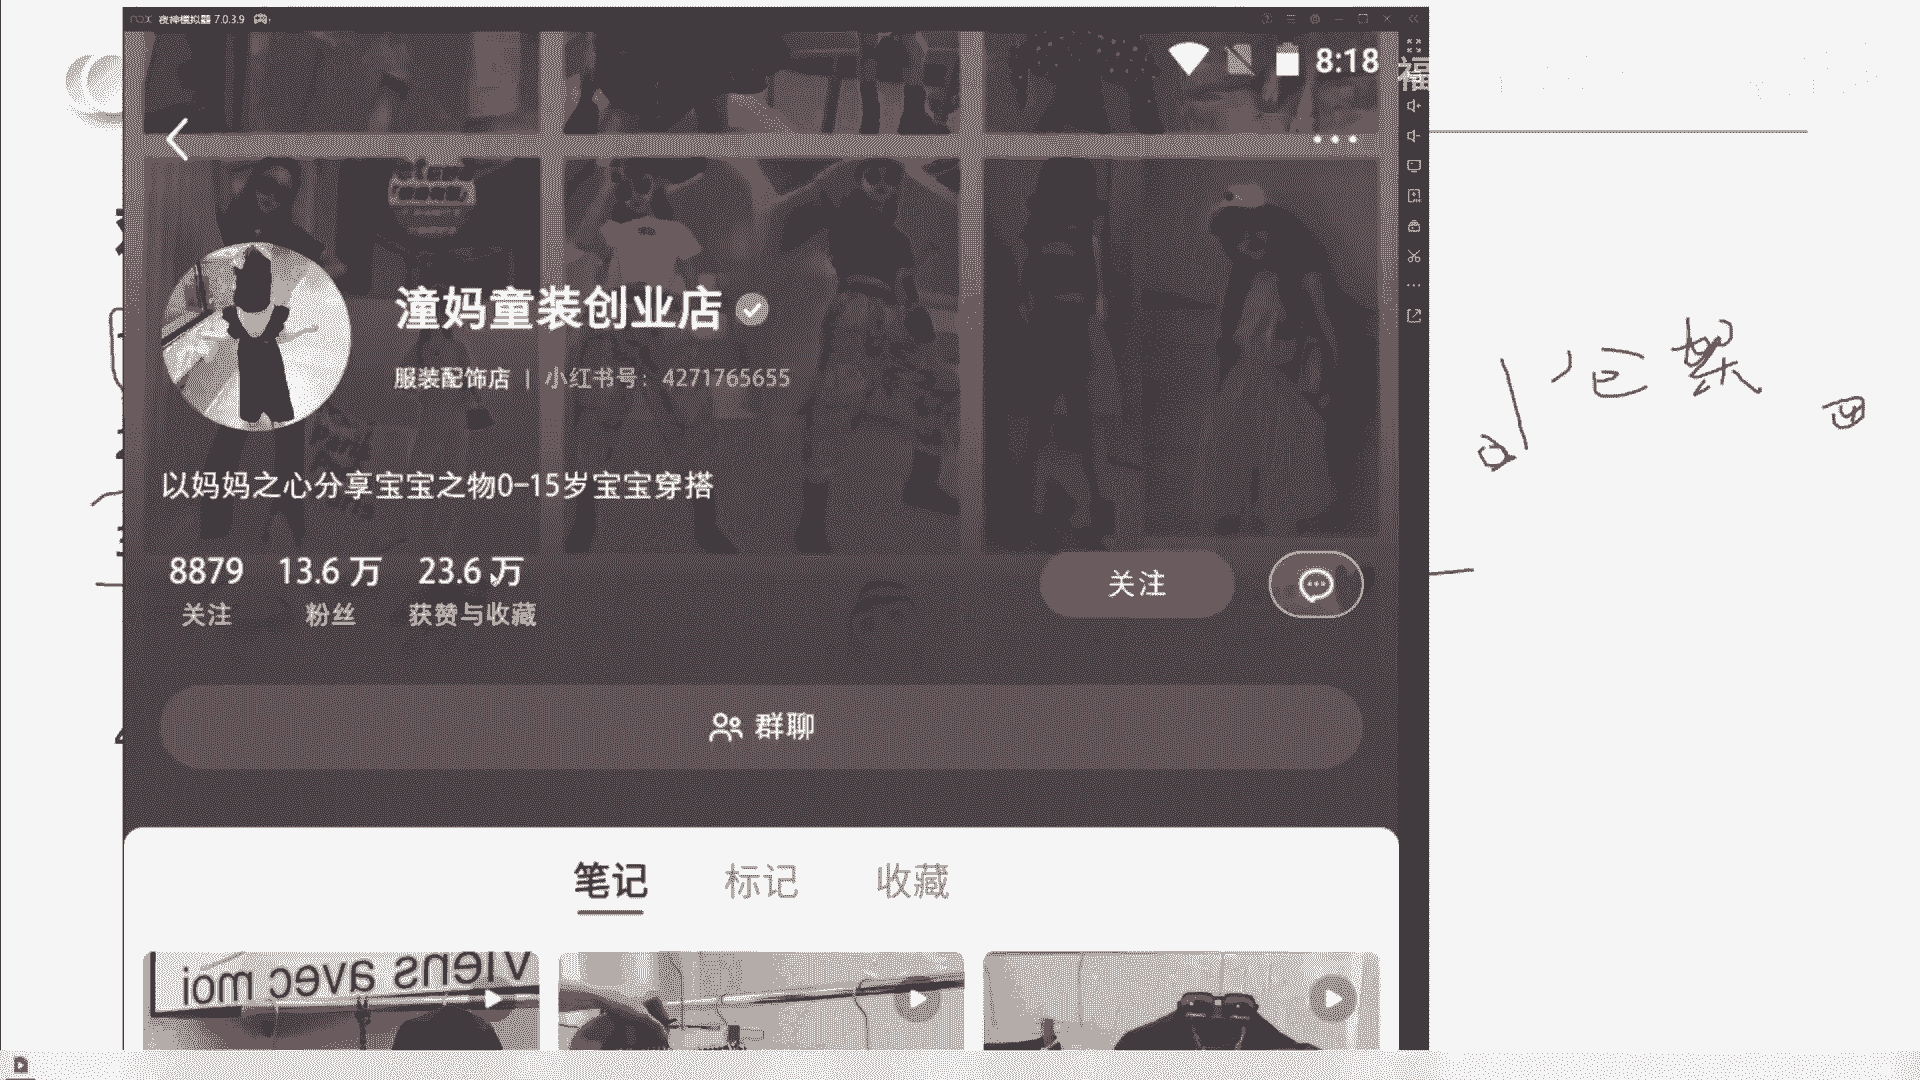 nox 夜神模拟器 7.0.3.9
8:18
福
潼妈童装创业店
服装配饰店 | 小红书号：4271765655
以妈妈之心分享宝宝之物0-15岁宝宝穿搭
8879 13.6 万 23.6 万
关注 粉丝 获赞与收藏
关注
群聊
笔记 标记 收藏
Viens avec moi